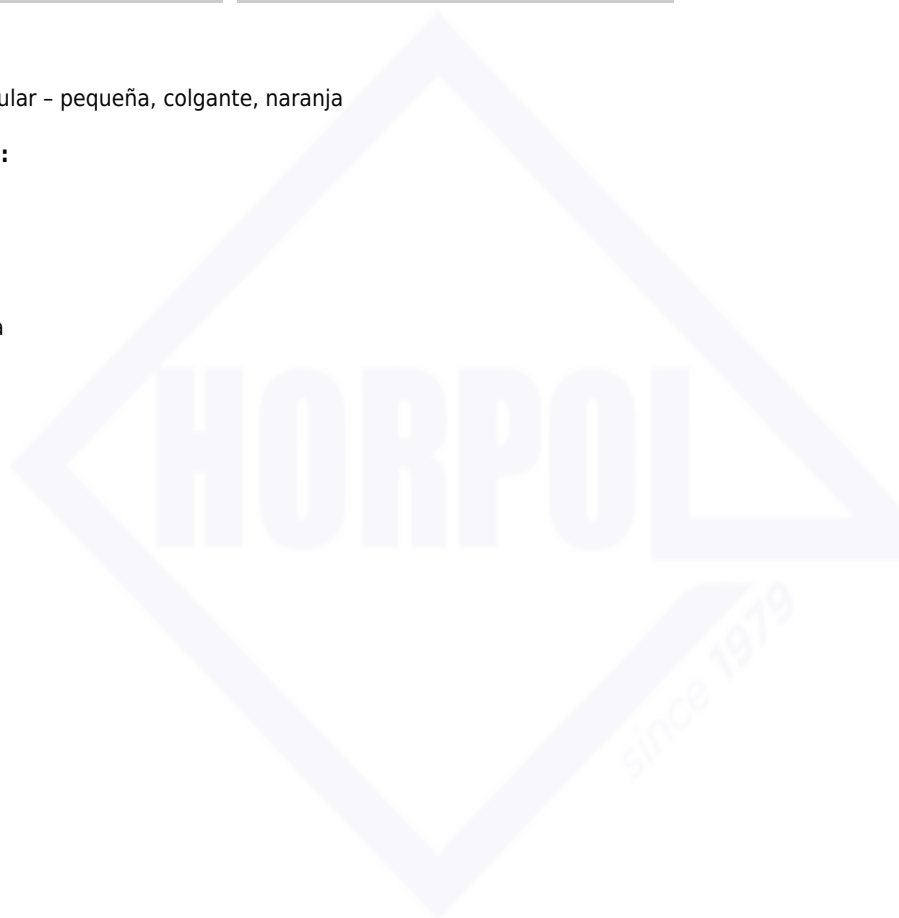 ular – pequeña, colgante, naranja
:
a
HORPOL
since 1979